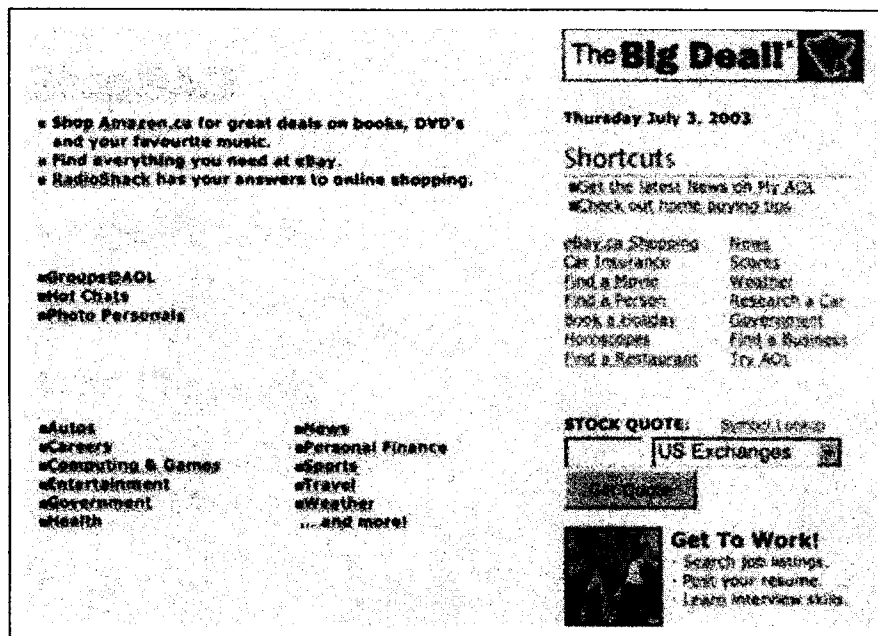 Shop Amazon.ca for great deals on books, DVD's
and your favourite music.
Find everything you need at eBay.
RadioShack has your answers to online shopping.
Groups@AOL
Hot Chats
Photo Personals
Autos
Careers
Computing & Games
Entertainment
Government
Health
News
Personal Finance
Sports
Travel
Weather
...and more!
The Big Deal!*
Thursday July 3, 2003
Shortcuts
Get the latest News on My AOL
Check out home buying tips
eBay.ca Shopping
Car Insurance
Find a Movie
Find a Person
Book a Holiday
Horoscopes
Find a Restaurant
News
Scores
Weather
Research a Car
Government
Find a Business
Try AOL
STOCK QUOTE: Symbol Lookup
US Exchanges
Get Quote
Get To Work!
· Search job listings.
· Post your resume.
· Learn interview skills.